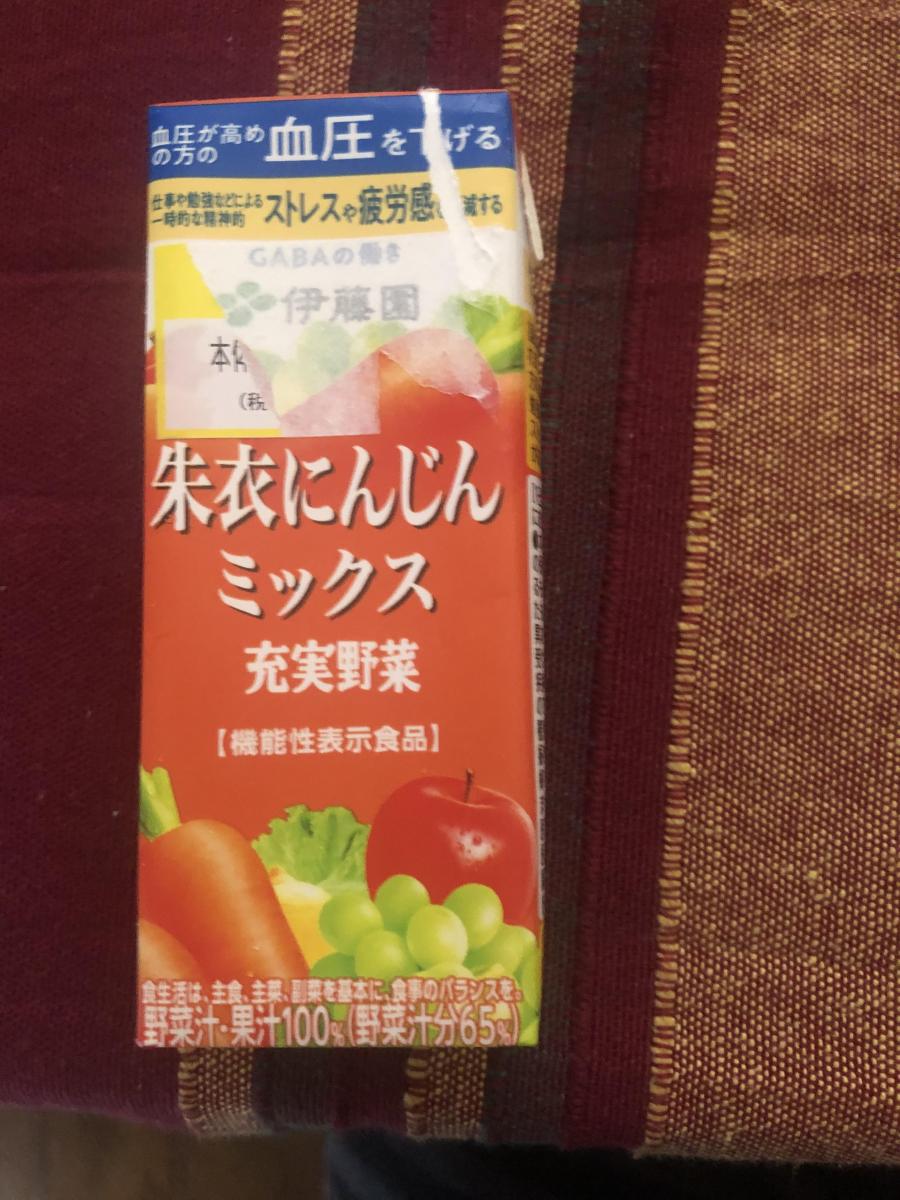 血圧が高め
の方の
血圧を下げる
仕事や勉強などによる
一時的な精神的
ストレスや疲労感 減する
GABAの働き
伊藤園
本体
(税
朱衣にんじん
ミックス
充実野菜
【機能性表示食品】
食生活は、主食、主菜、副菜を基本に、食事のバランスを。
野菜汁・果汁100%(野菜汁分65%)